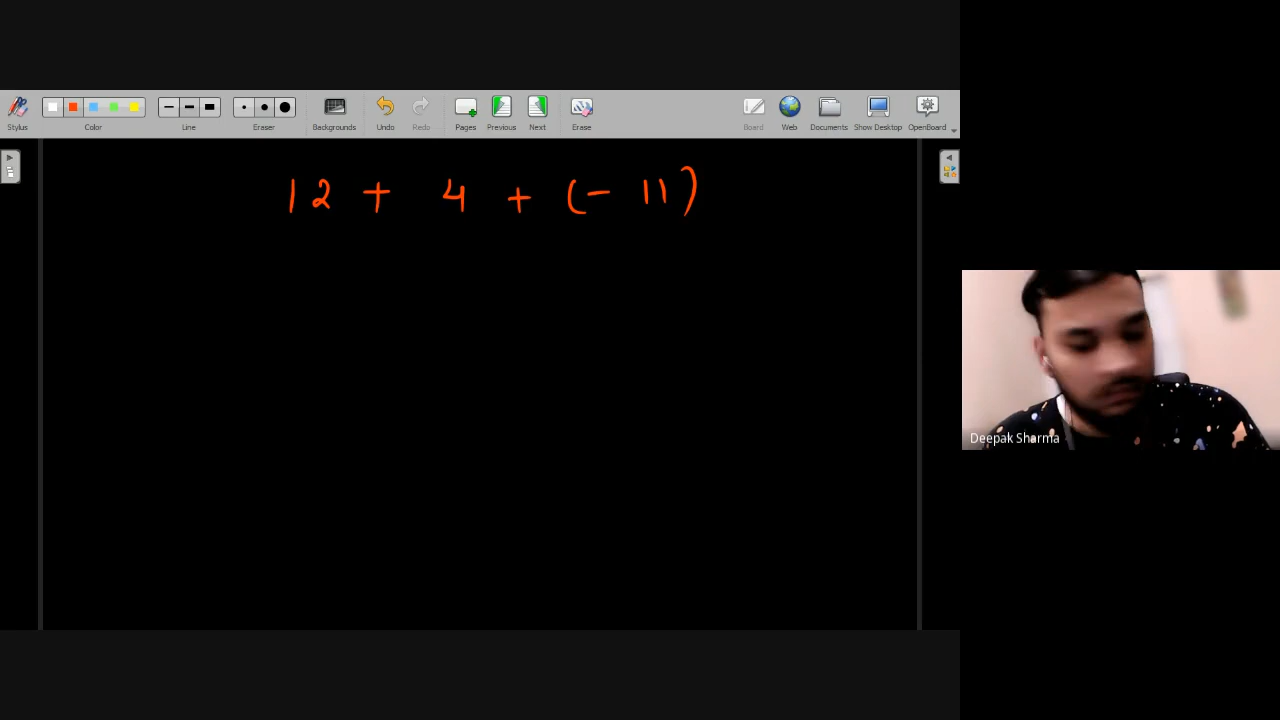 Stylus Color Line Eraser Backgrounds Undo Redo Pages Previous Next Erase Board Web Documents Show Desktop OpenBoard
12 + 4 + (- 11)
Deepak Sharma